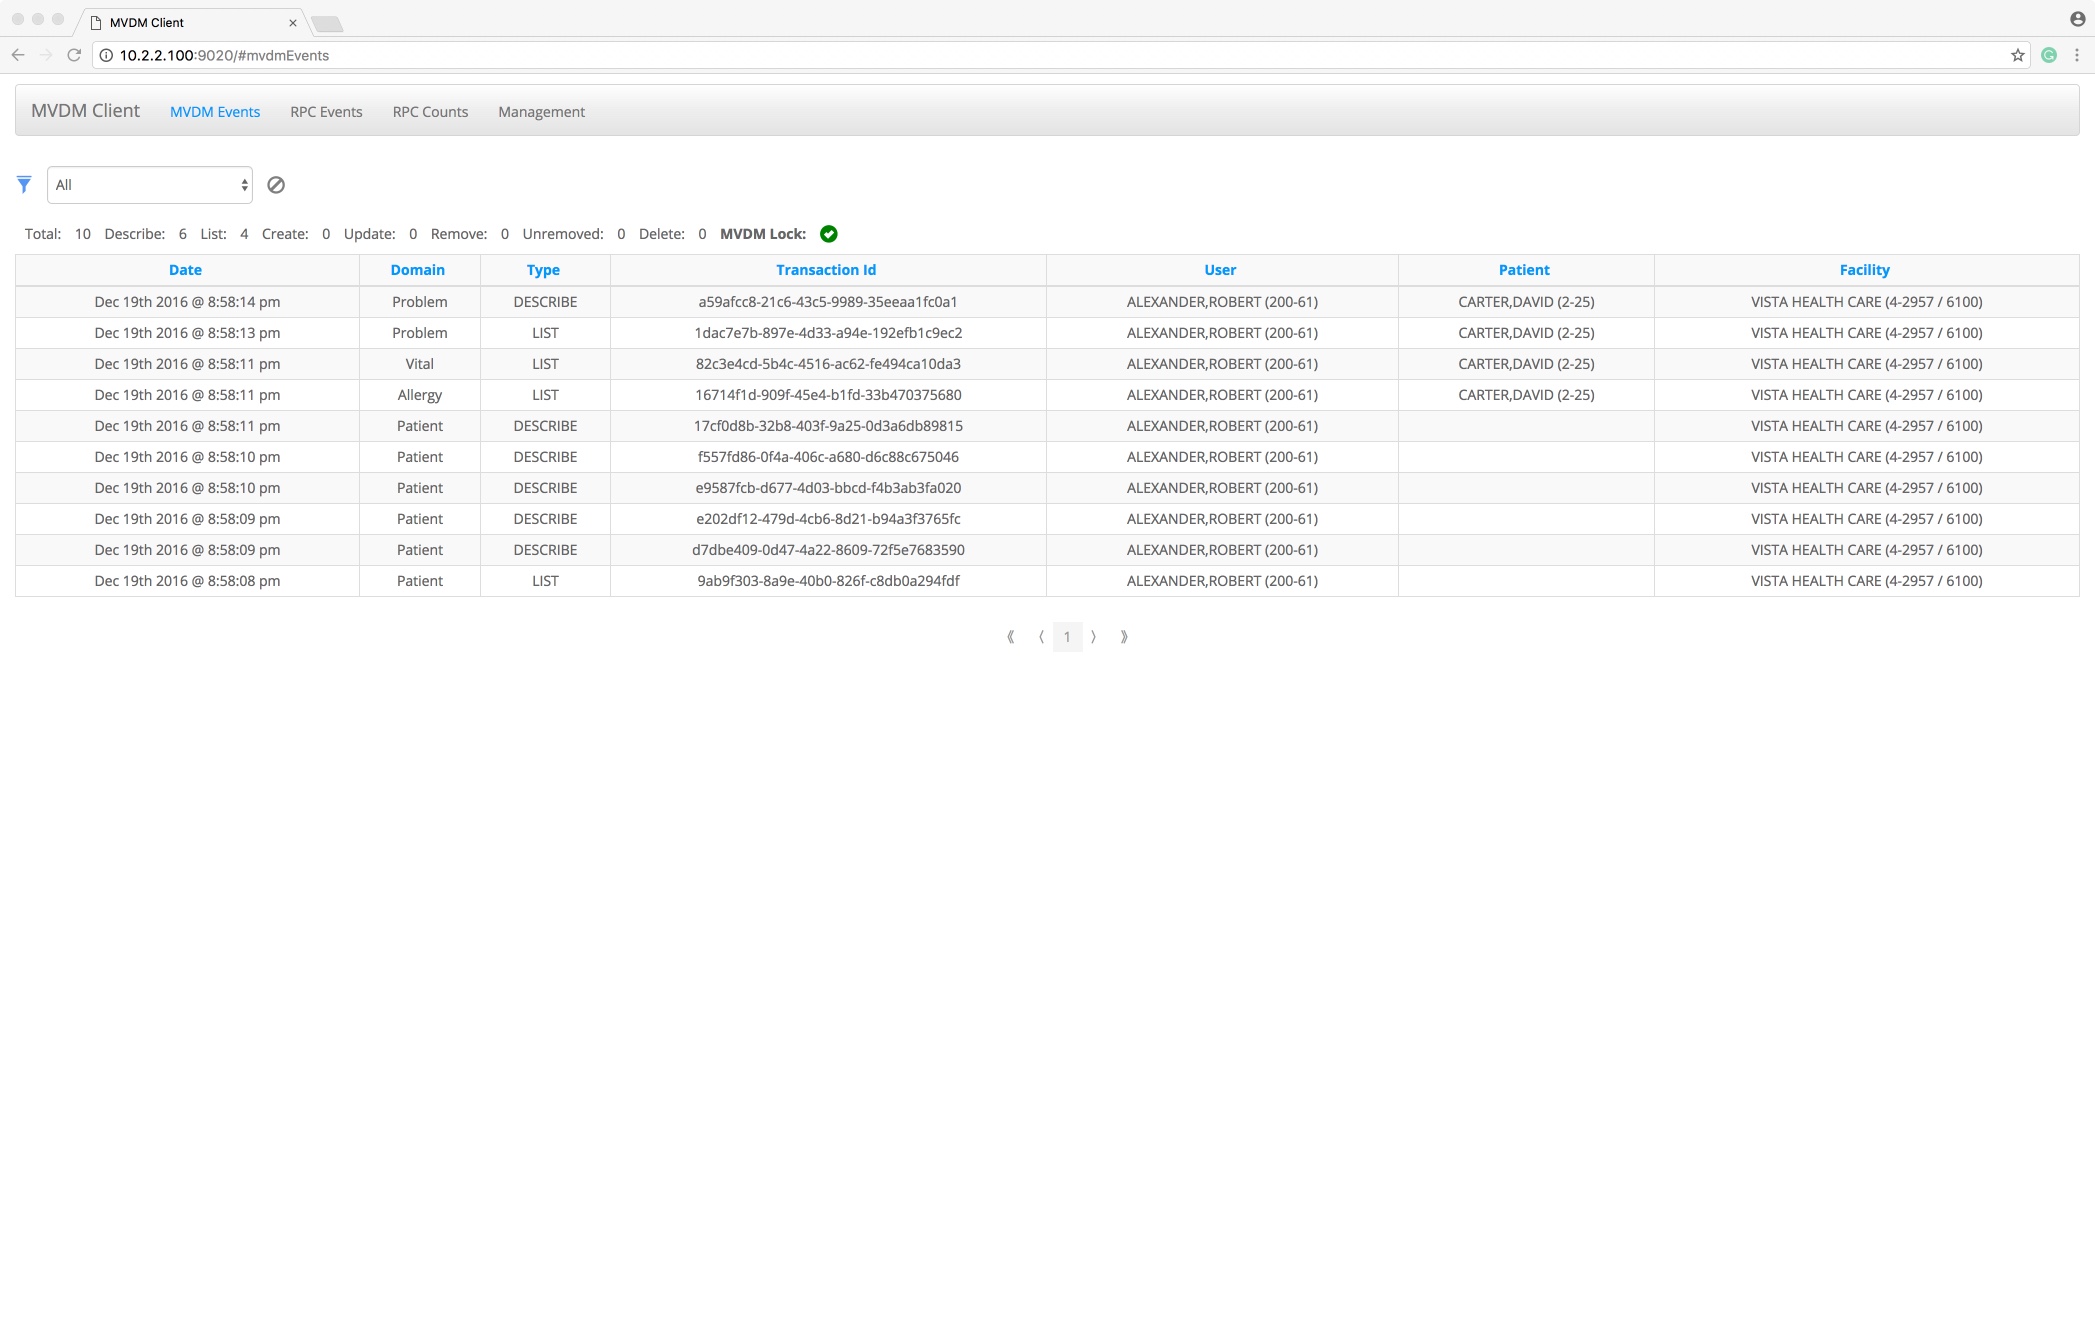 MVDM Client
10.2.2.100:9020/#mvdmEvents
MVDM Client MVDM Events RPC Events RPC Counts Management
All
Total: 10 Describe: 6 List: 4 Create: 0 Update: 0 Remove: 0 Unremoved: 0 Delete: 0 MVDM Lock:
Date Domain Type Transaction Id User Patient Facility
Dec 19th 2016 @ 8:58:14 pm Problem DESCRIBE a59afcc8-21c6-43c5-9989-35eeaa1fc0a1 ALEXANDER,ROBERT (200-61) CARTER,DAVID (2-25) VISTA HEALTH CARE (4-2957 / 6100)
Dec 19th 2016 @ 8:58:13 pm Problem LIST 1dac7e7b-897e-4d33-a94e-192efb1c9ec2 ALEXANDER,ROBERT (200-61) CARTER,DAVID (2-25) VISTA HEALTH CARE (4-2957 / 6100)
Dec 19th 2016 @ 8:58:11 pm Vital LIST 82c3e4cd-5b4c-4516-ac62-fe494ca10da3 ALEXANDER,ROBERT (200-61) CARTER,DAVID (2-25) VISTA HEALTH CARE (4-2957 / 6100)
Dec 19th 2016 @ 8:58:11 pm Allergy LIST 16714f1d-909f-45e4-b1fd-33b470375680 ALEXANDER,ROBERT (200-61) CARTER,DAVID (2-25) VISTA HEALTH CARE (4-2957 / 6100)
Dec 19th 2016 @ 8:58:11 pm Patient DESCRIBE 17cf0d8b-32b8-403f-9a25-0d3a6db89815 ALEXANDER,ROBERT (200-61) VISTA HEALTH CARE (4-2957 / 6100)
Dec 19th 2016 @ 8:58:10 pm Patient DESCRIBE f557fd86-0f4a-406c-a680-d6c88c675046 ALEXANDER,ROBERT (200-61) VISTA HEALTH CARE (4-2957 / 6100)
Dec 19th 2016 @ 8:58:10 pm Patient DESCRIBE e9587fcb-d677-4d03-bbcd-f4b3ab3fa020 ALEXANDER,ROBERT (200-61) VISTA HEALTH CARE (4-2957 / 6100)
Dec 19th 2016 @ 8:58:09 pm Patient DESCRIBE e202df12-479d-4cb6-8d21-b94a3f3765fc ALEXANDER,ROBERT (200-61) VISTA HEALTH CARE (4-2957 / 6100)
Dec 19th 2016 @ 8:58:09 pm Patient DESCRIBE d7dbe409-0d47-4a22-8609-72f5e7683590 ALEXANDER,ROBERT (200-61) VISTA HEALTH CARE (4-2957 / 6100)
Dec 19th 2016 @ 8:58:08 pm Patient LIST 9ab9f303-8a9e-40b0-826f-c8db0a294fdf ALEXANDER,ROBERT (200-61) VISTA HEALTH CARE (4-2957 / 6100)
⟪ ⟨ 1 ⟩ ⟫